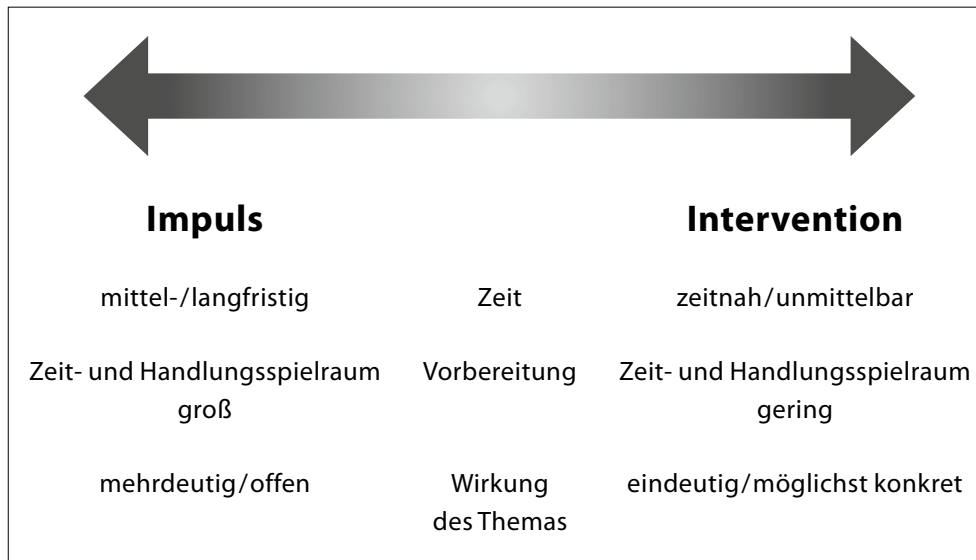 Impuls Intervention
mittel-/langfristig Zeit zeitnah/unmittelbar
Zeit- und Handlungsspielraum Vorbereitung Zeit- und Handlungsspielraum
groß gering
mehrdeutig/offen Wirkung eindeutig/möglichst konkret
des Themas